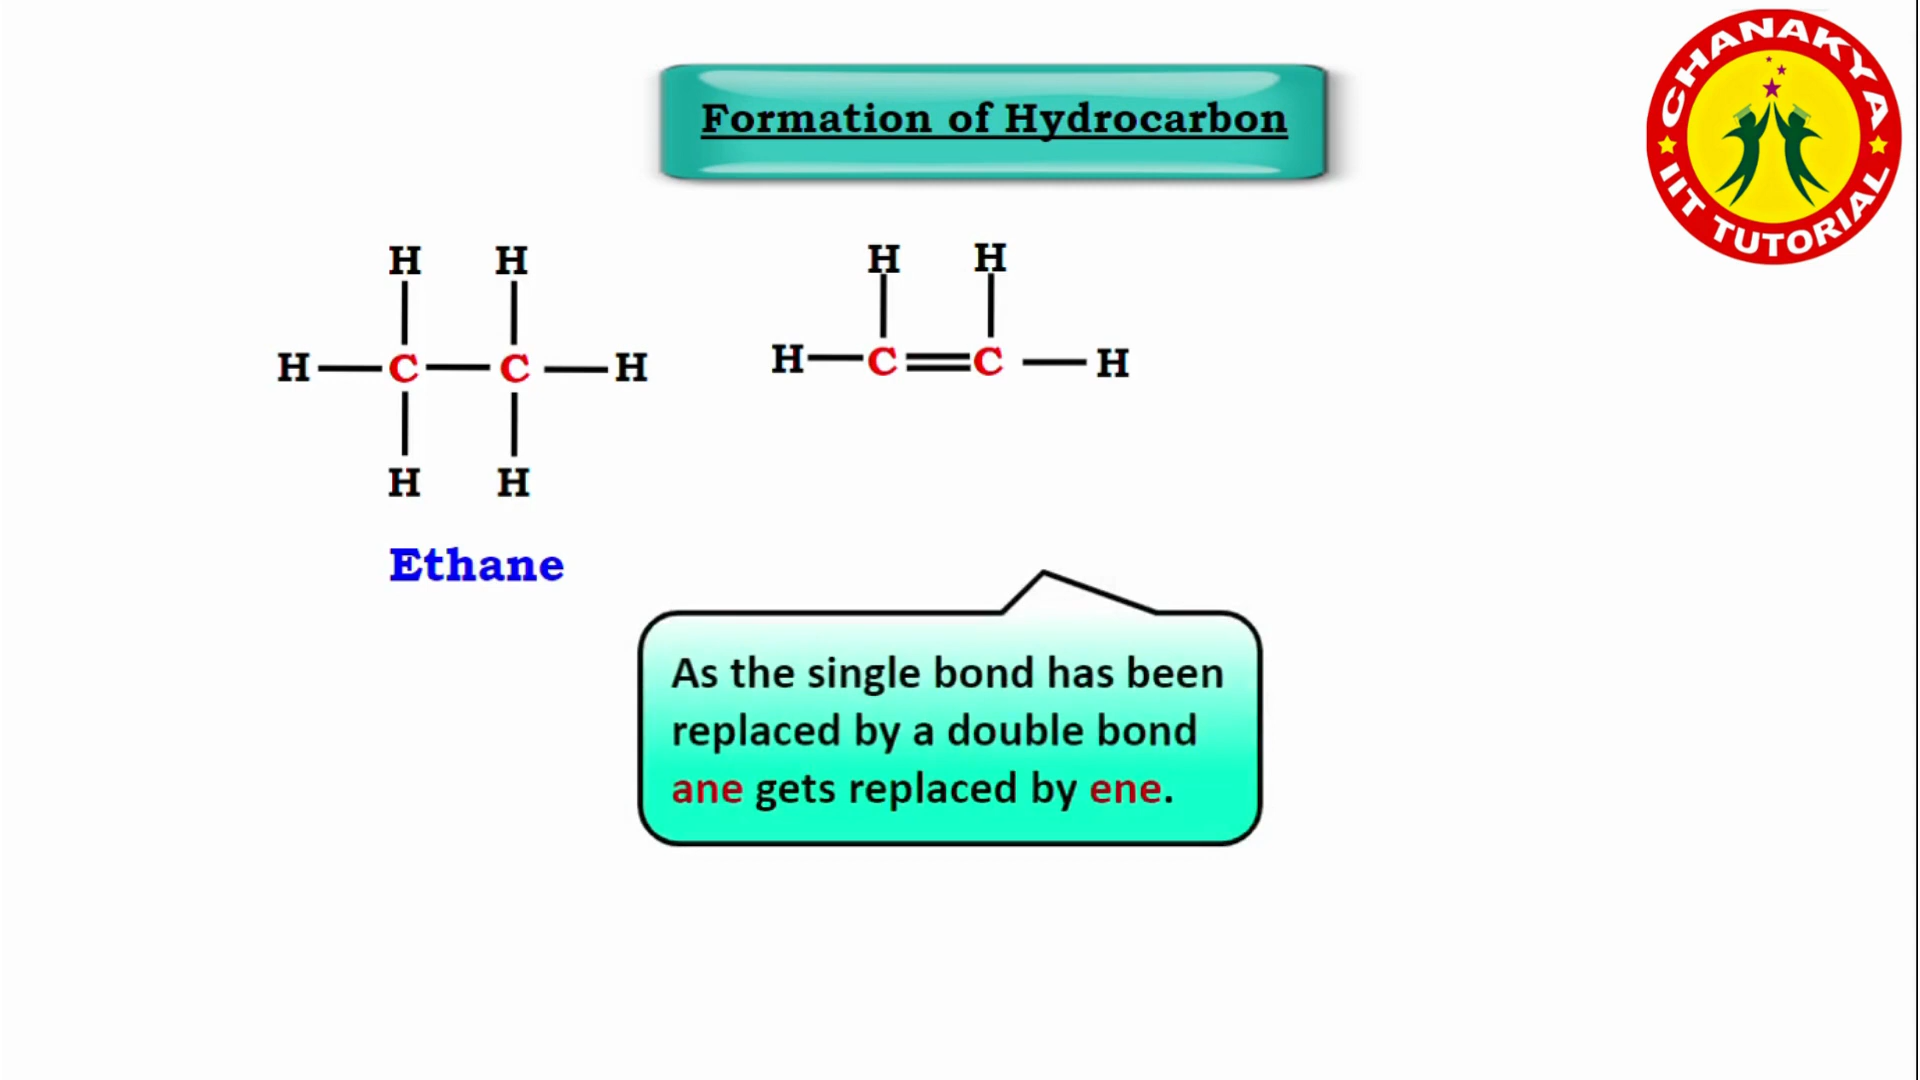 Formation of Hydrocarbon
CHANAKYA
IIT TUTORIAL
H H
H C C H
H H
Ethane
H H
H C C H
As the single bond has been
replaced by a double bond
ane gets replaced by ene.